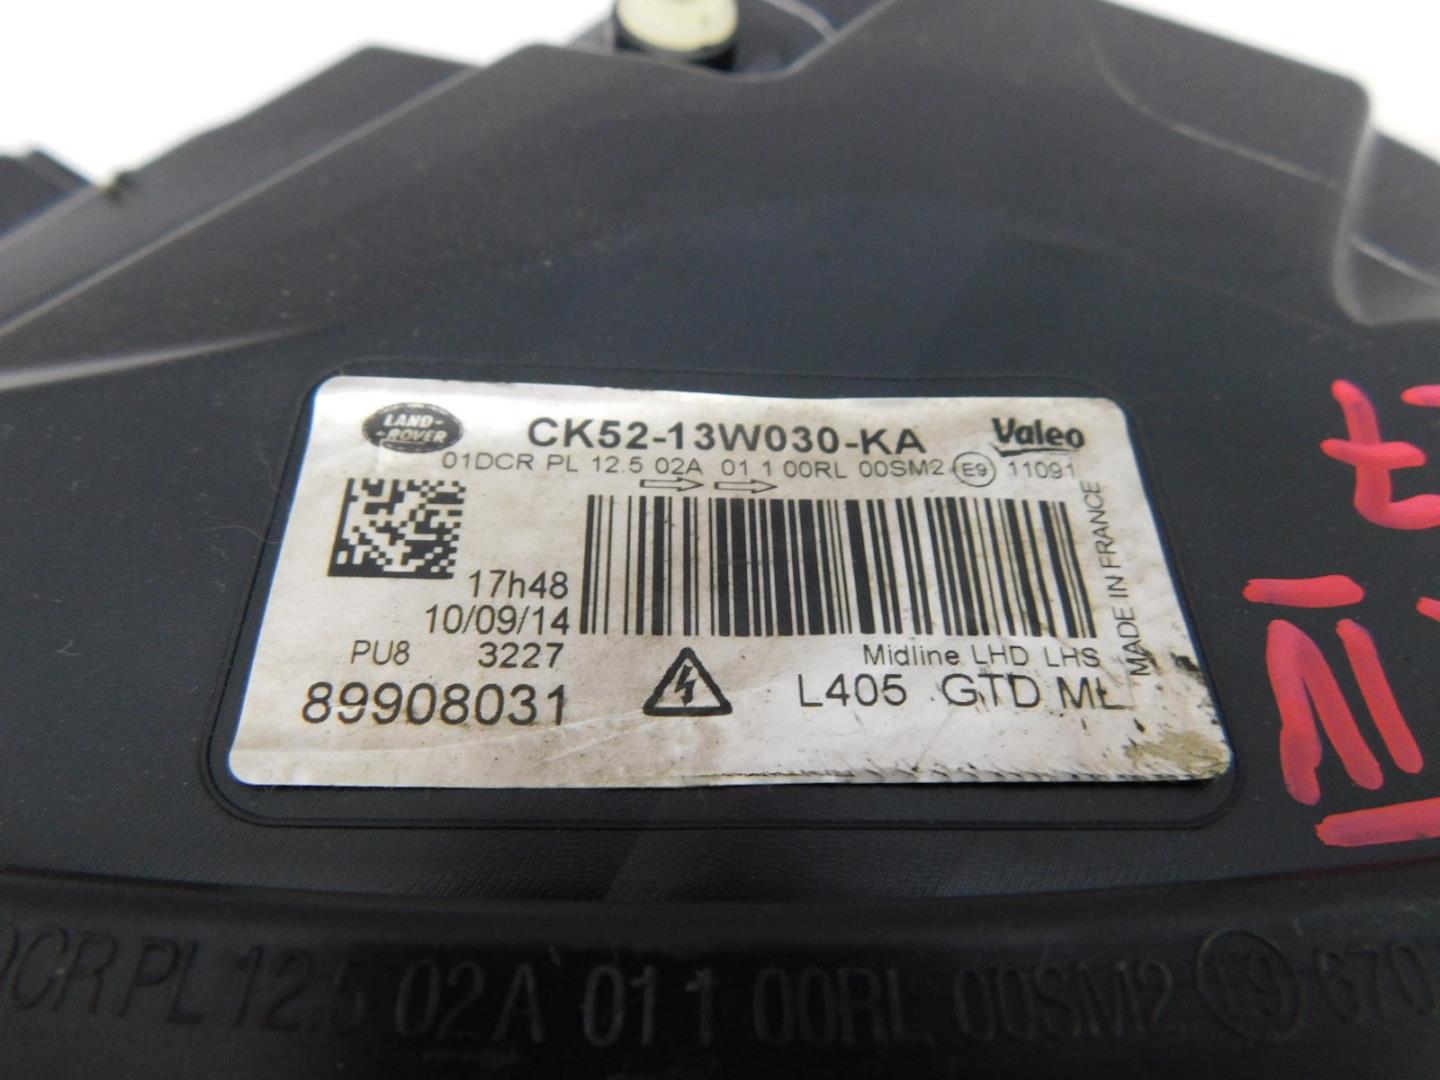 LAND-
-ROVER
CK52-13W030-KA
Valeo
01DCR PL 12.5 02A 01 1 00RL 00SM2 E9 11091
17h48
10/09/14
PU8 3227
89908031
Midline LHD LHS
L405 GTD ML
MADE IN FRANCE
DCR PL 12.5 02A 01 1 00RL 00SM2 E9 670